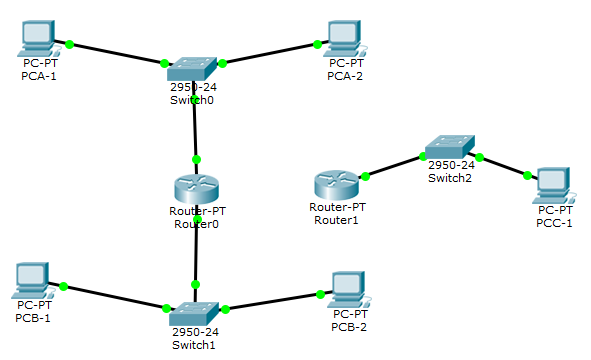 PC-PT
PCA-1
PC-PT
PCA-2
2950-24
Switch0
2950-24
Switch2
Router-PT
Router0
Router-PT
Router1
PC-PT
PCC-1
PC-PT
PCB-1
PC-PT
PCB-2
2950-24
Switch1